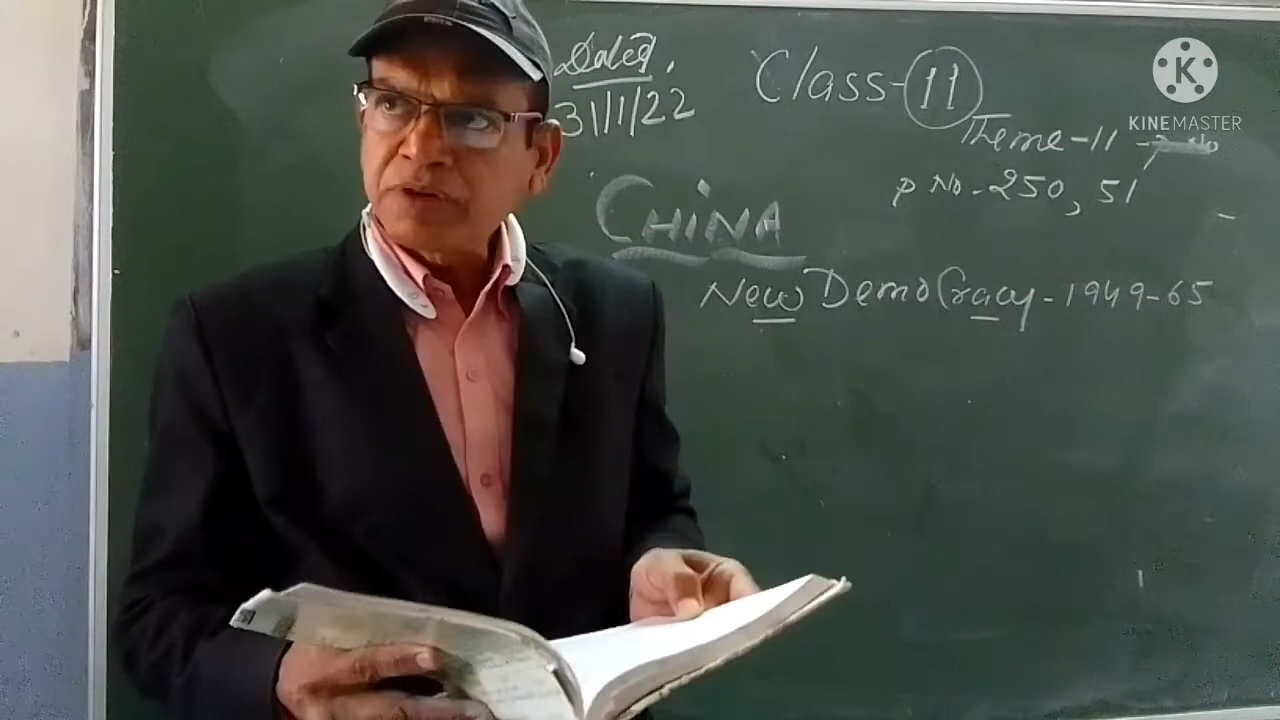 Dated.
31/1/22
Class-11
Theme-11
P No. - 250, 51
CHINA
New Democracy - 1949-65
K
KINEMASTER